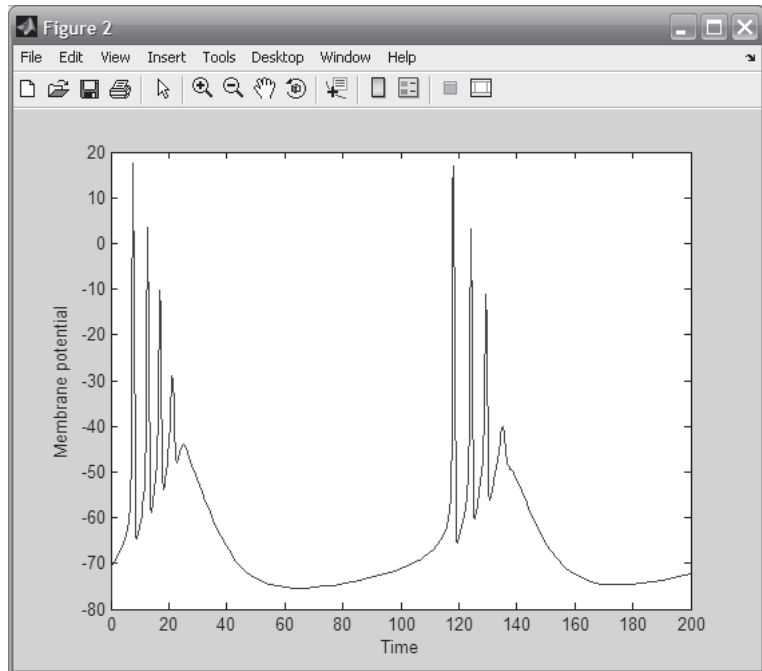 Figure 2
File Edit View Insert Tools Desktop Window Help
20
10
0
-10
-20
-30
-40
-50
-60
-70
-80
Membrane potential
0 20 40 60 80 100 120 140 160 180 200
Time